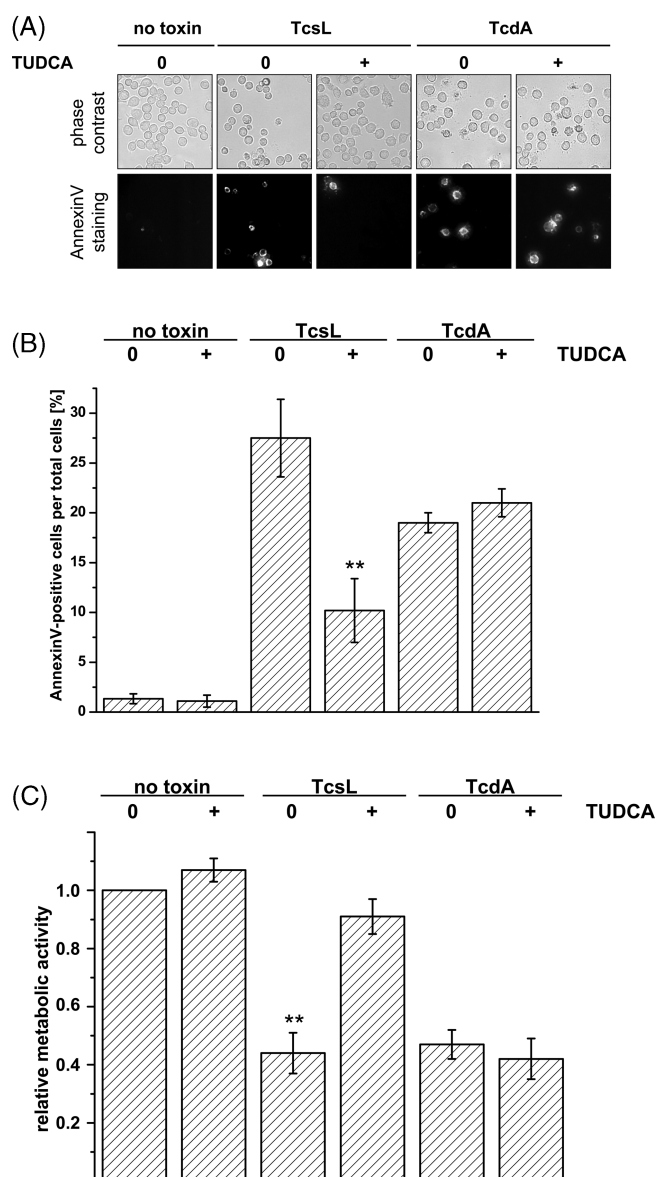 (A)
no toxin TcsL TcdA
TUDCA 0 0 + 0 +
phase contrast
AnnexinV staining
(B)
no toxin TcsL TcdA
0 + 0 + 0 + TUDCA
AnnexinV-positive cells per total cells [%]
30
25
20
15
**
10
5
0
(C)
no toxin TcsL TcdA
0 + 0 + 0 + TUDCA
relative metabolic activity
1.0
0.8
0.6
**
0.4
0.2